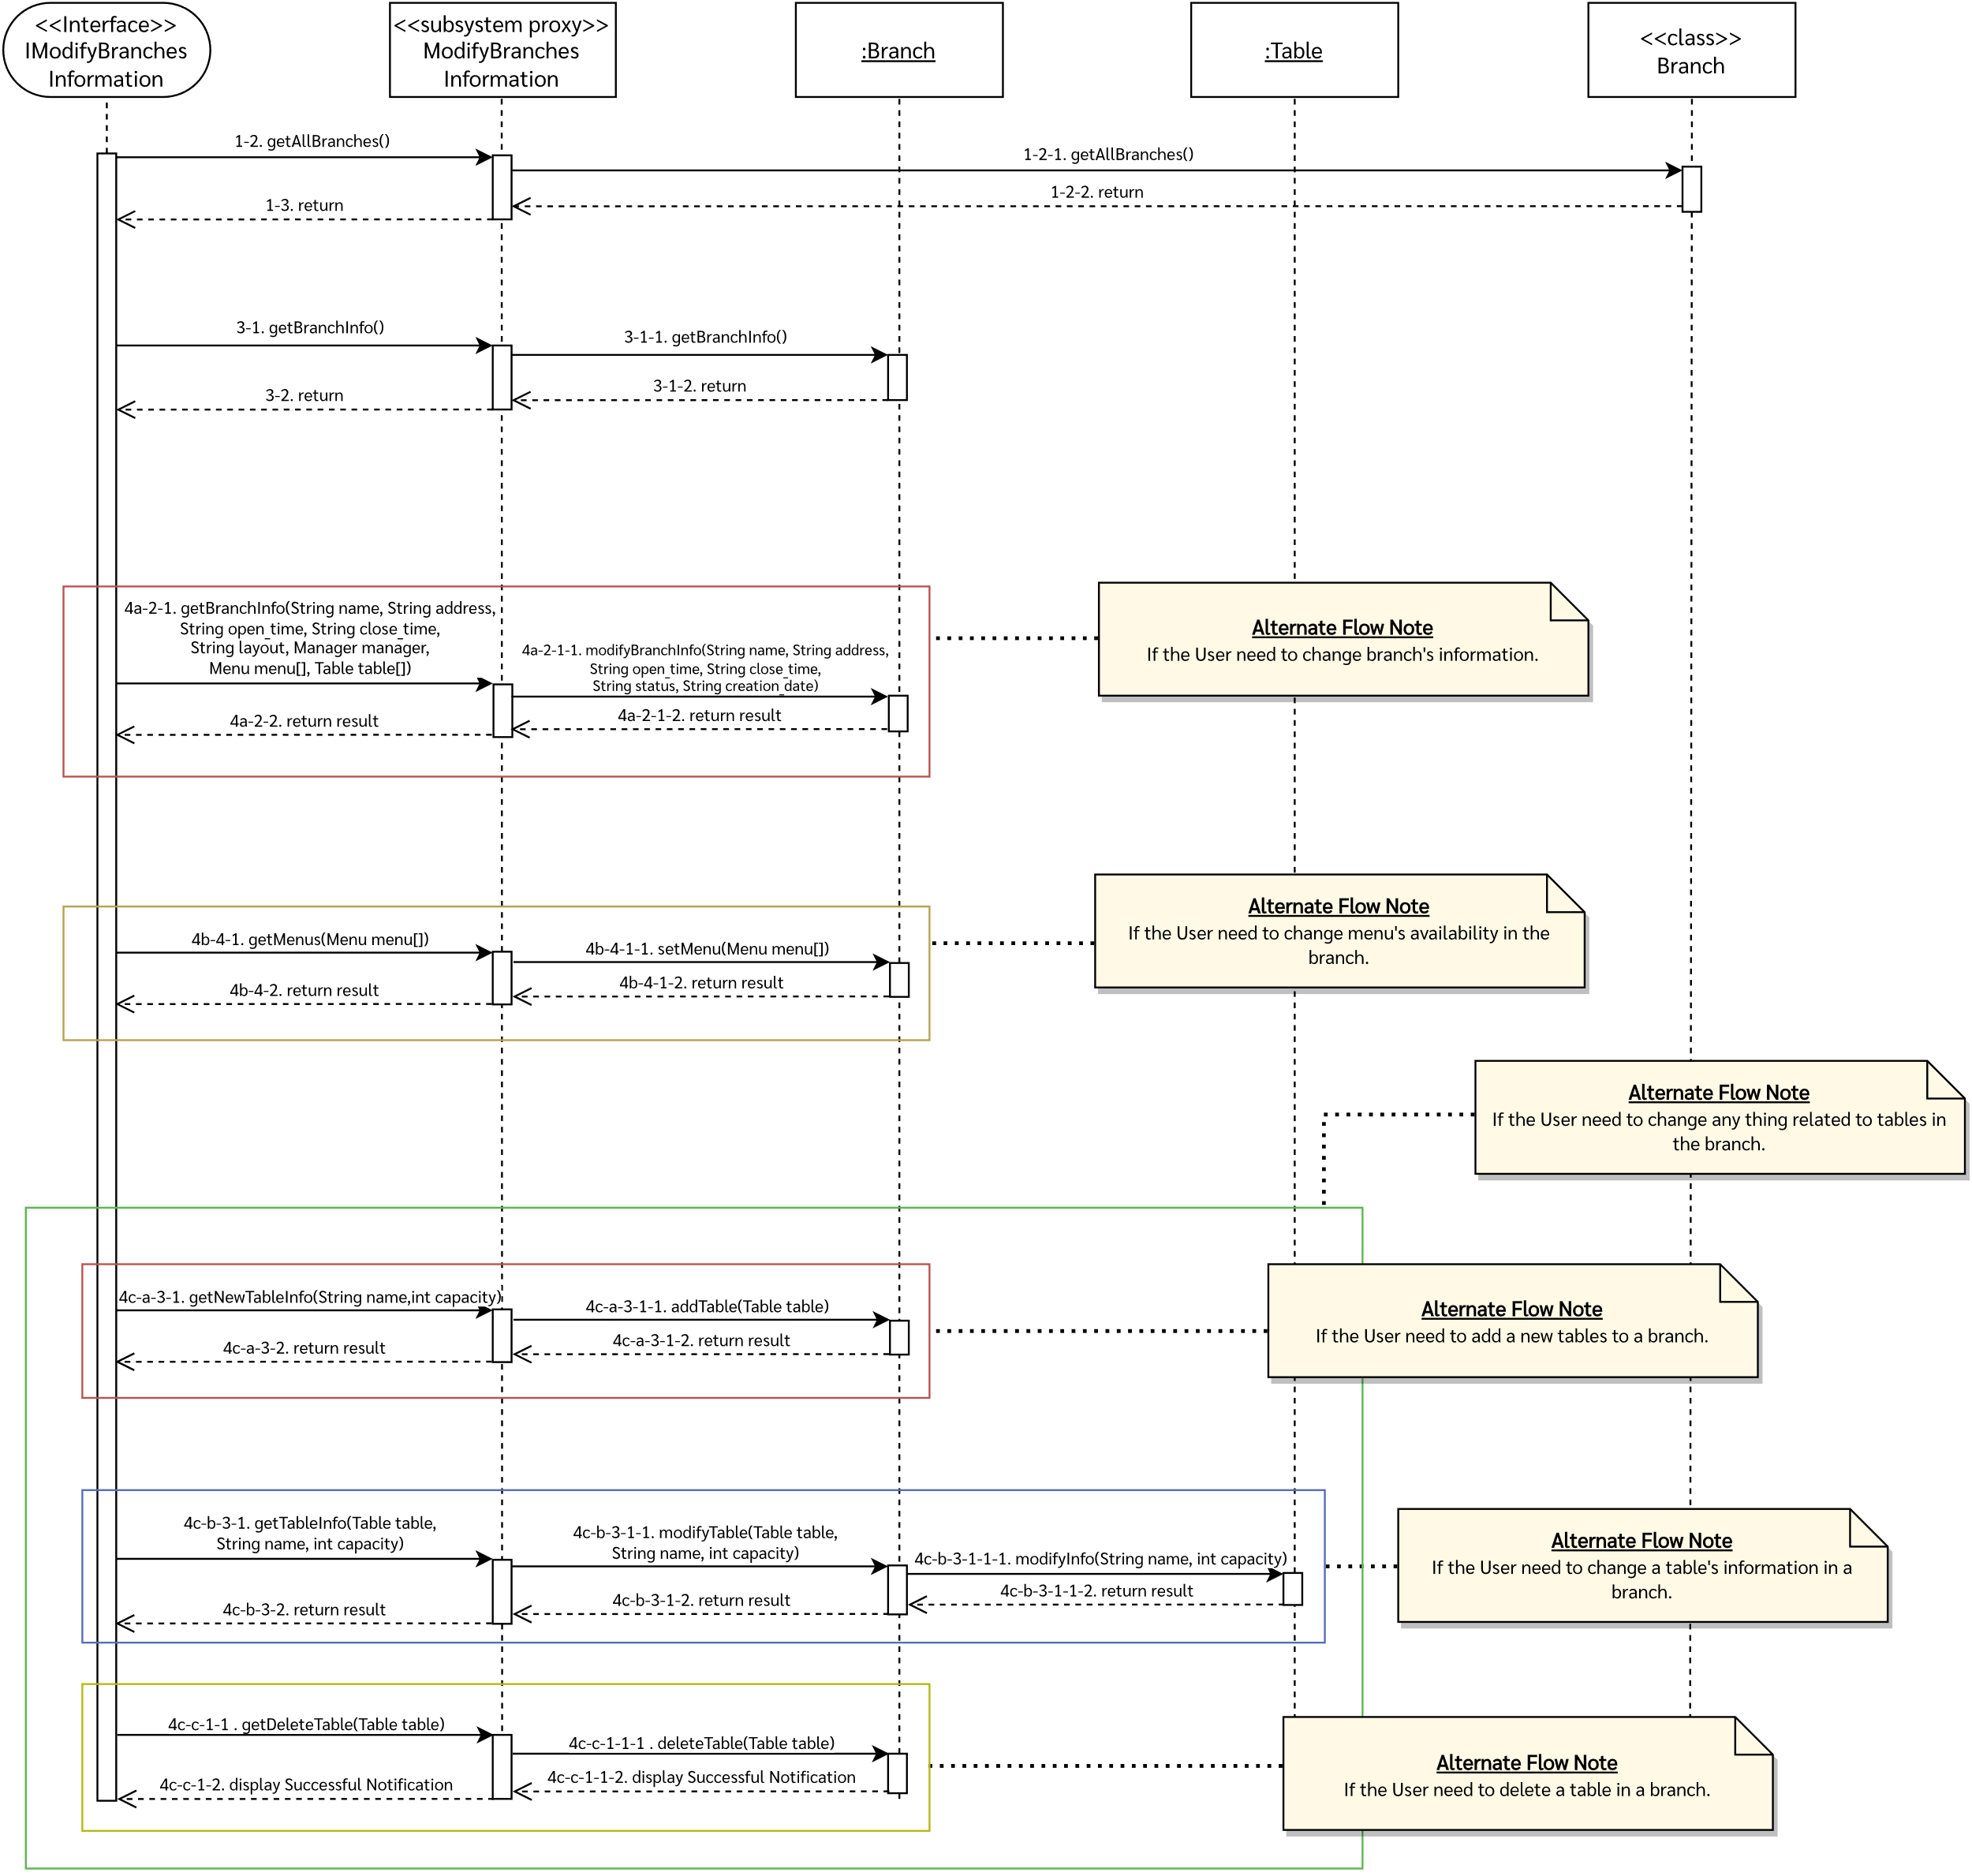 <<Interface>>
IModifyBranches
Information
<<subsystem proxy>>
ModifyBranches
Information
:Branch
:Table
<<class>>
Branch
1-2. getAllBranches()
1-2-1. getAllBranches()
1-2-2. return
1-3. return
3-1. getBranchInfo()
3-1-1. getBranchInfo()
3-1-2. return
3-2. return
4a-2-1. getBranchInfo(String name, String address,
String open_time, String close_time,
String layout, Manager manager,
Menu menu[], Table table[])
4a-2-1-1. modifyBranchInfo(String name, String address,
String open_time, String close_time,
String status, String creation_date)
4a-2-1-2. return result
4a-2-2. return result
Alternate Flow Note
If the User need to change branch's information.
4b-4-1. getMenus(Menu menu[])
4b-4-1-1. setMenu(Menu menu[])
4b-4-1-2. return result
4b-4-2. return result
Alternate Flow Note
If the User need to change menu's availability in the
branch.
Alternate Flow Note
If the User need to change any thing related to tables in
the branch.
4c-a-3-1. getNewTableInfo(String name,int capacity)
4c-a-3-1-1. addTable(Table table)
4c-a-3-1-2. return result
4c-a-3-2. return result
Alternate Flow Note
If the User need to add a new tables to a branch.
4c-b-3-1. getTableInfo(Table table,
String name, int capacity)
4c-b-3-1-1. modifyTable(Table table,
String name, int capacity)
4c-b-3-1-1-1. modifyInfo(String name, int capacity)
4c-b-3-1-1-2. return result
4c-b-3-1-2. return result
4c-b-3-2. return result
Alternate Flow Note
If the User need to change a table's information in a
branch.
4c-c-1-1 . getDeleteTable(Table table)
4c-c-1-1-1 . deleteTable(Table table)
4c-c-1-1-2. display Successful Notification
4c-c-1-2. display Successful Notification
Alternate Flow Note
If the User need to delete a table in a branch.